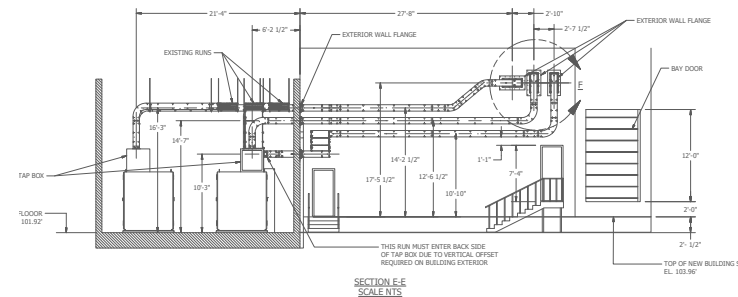 21'-4"
27'-8"
2'-10"
6'-2 1/2"
2'-7 1/2"
EXTERIOR WALL FLANGE
EXTERIOR WALL FLANGE
EXISTING RUNS
BAY DOOR
F
16'-3"
14'-7"
10'-3"
17'-5 1/2"
14'-2 1/2"
12'-6 1/2"
10'-10"
1'-1"
7'-4"
12'-0"
2'-0"
2'- 1/2"
TAP BOX
FLOOOR
101.92'
THIS RUN MUST ENTER BACK SIDE
OF TAP BOX DUE TO VERTICAL OFFSET
REQUIRED ON BUILDING EXTERIOR
TOP OF NEW BUILDING S
EL. 103.96'
SECTION E-E
SCALE NTS